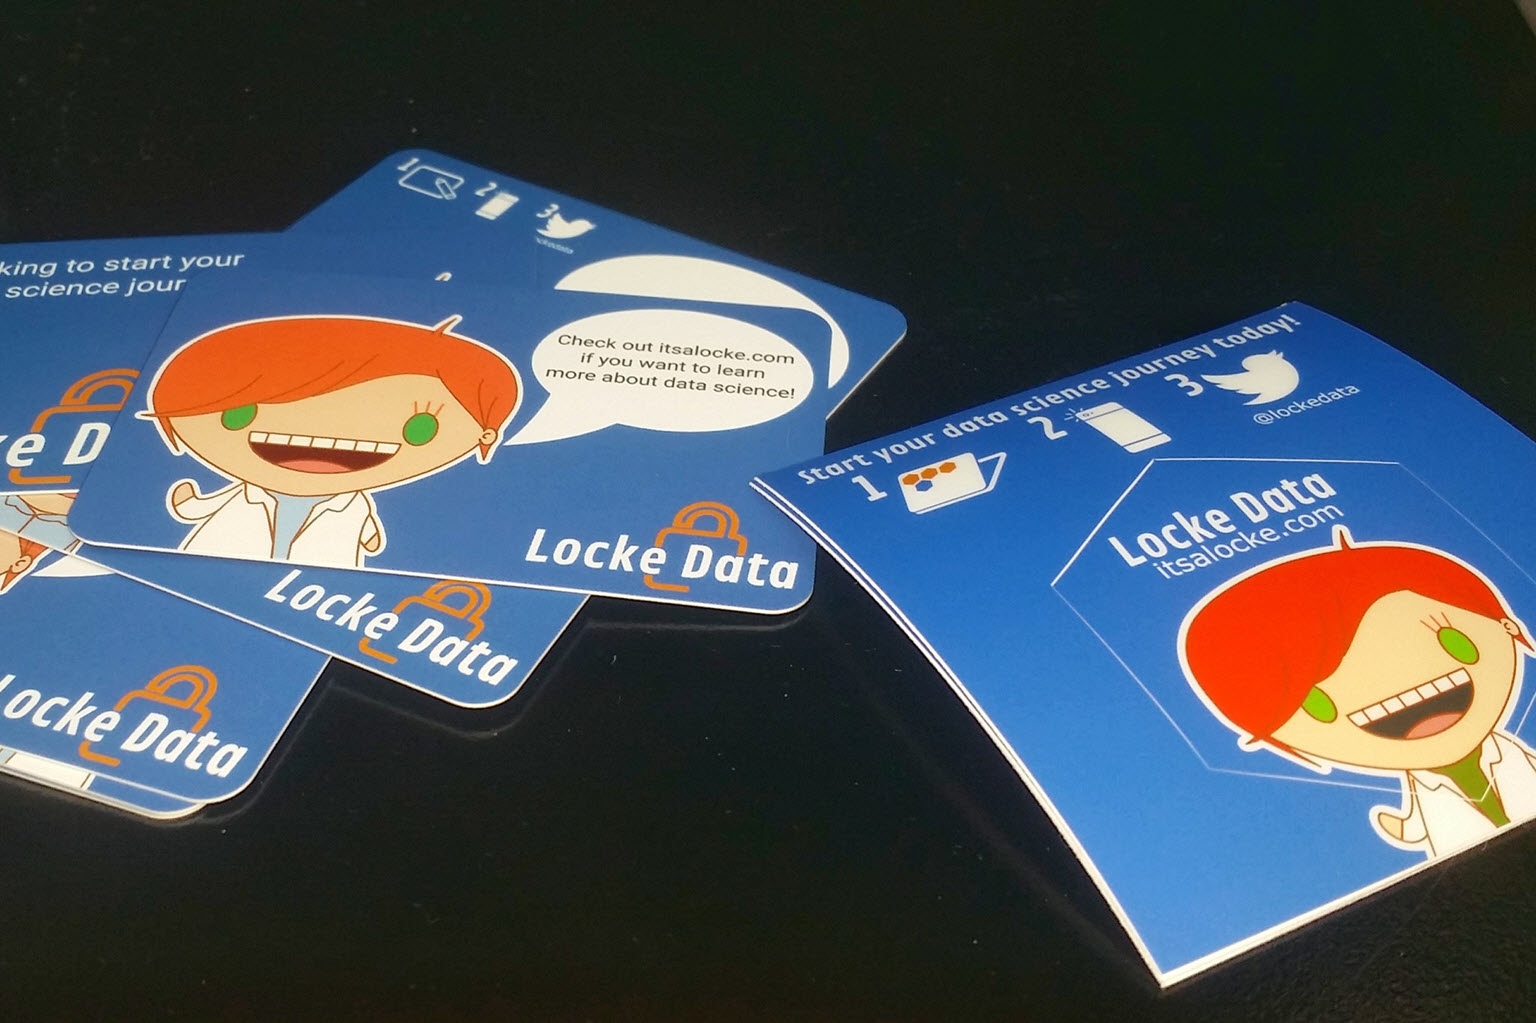 1
2
3
king to start your
science jour
Check out itsalocke.com
if you want to learn
more about data science!
Locke Data
e D
Locke Data
Locke Data
Start your data science journey today!
1
2
3
@lockedata
Locke Data
itsalocke.com